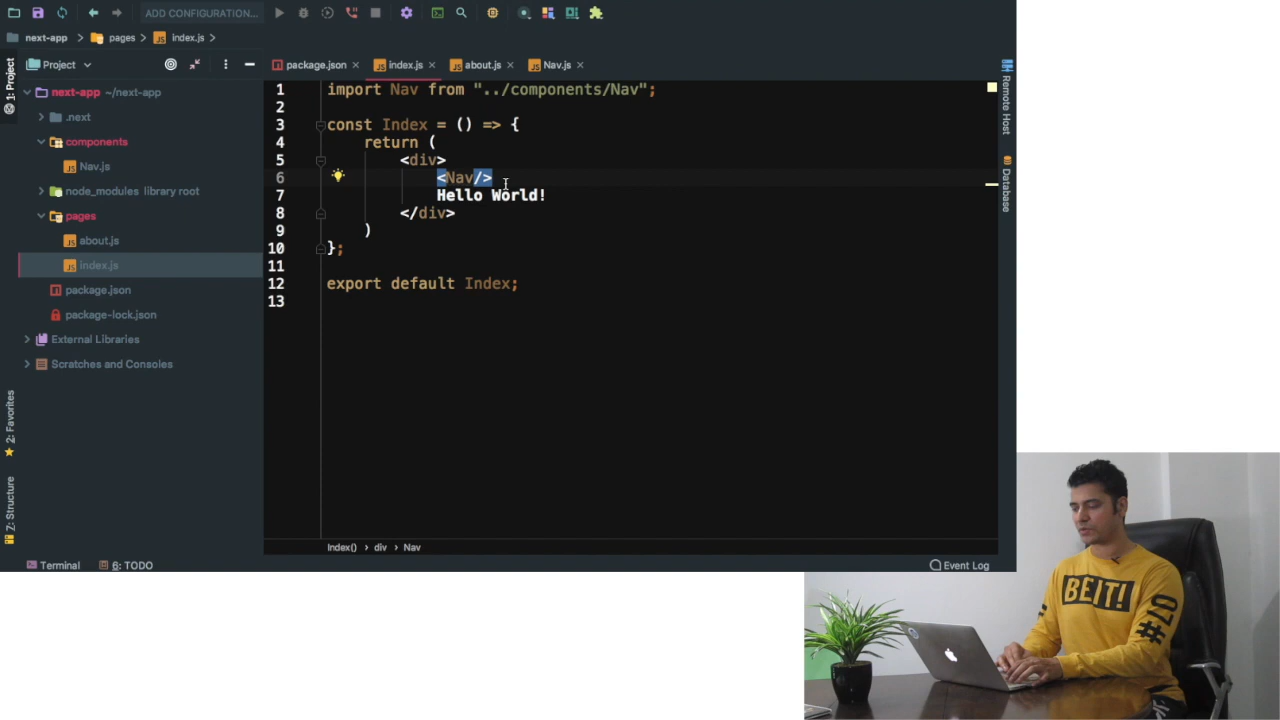 ADD CONFIGURATION...
next-app > pages > index.js >
1: Project
Project
package.json
index.js
about.js
Nav.js
next-app ~/next-app
.next
components
Nav.js
node_modules library root
pages
about.js
index.js
package.json
package-lock.json
External Libraries
Scratches and Consoles
1 import Nav from "../components/Nav";
2
3 const Index = () => {
4 return (
5 <div>
6 <Nav/>
7 Hello World!
8 </div>
9 )
10 };
11
12 export default Index;
13
Remote Host
Database
2: Favorites
Z: Structure
Index() > div > Nav
Terminal
6: TODO
Event Log
BEIT!
07#